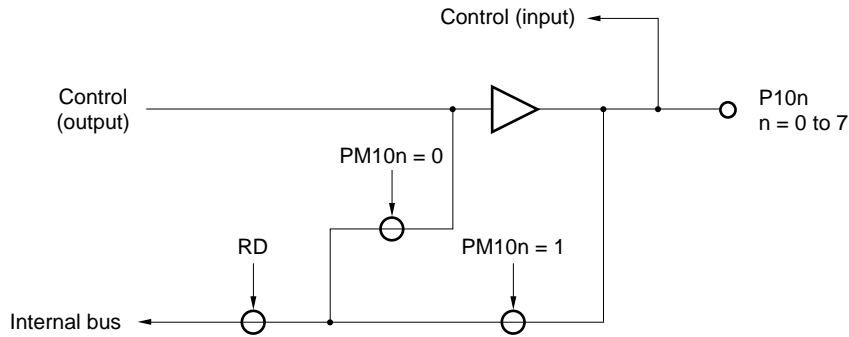 Control (input)
Control
(output)
P10n
n = 0 to 7
PM10n = 0
RD
PM10n = 1
Internal bus